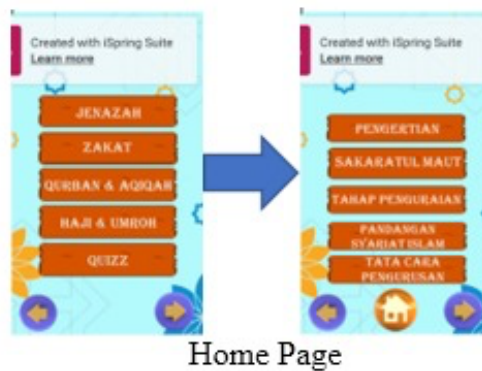 Created with iSpring Suite
Learn more
JENAZAH
ZAKAT
QURBAN & AQIQAH
HAJI & UMROH
QUIZZ
Created with iSpring Suite
Learn more
PENGERTIAN
SAKARATUL MAUT
TAHAP PENGURAIAN
PANDANGAN
SYARIAT ISLAM
TATA CARA
PENGURUSAN
Home Page